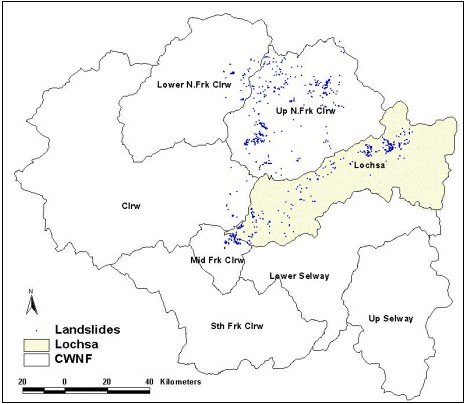 Lower N.Frk Clrw
Up N.Frk Clrw
Lochsa
Clrw
Mid Frk Clrw
Lower Selway
Sth Frk Clrw
Up Selway
N
Landslides
Lochsa
CWNF
20 0 20 40 Kilometers